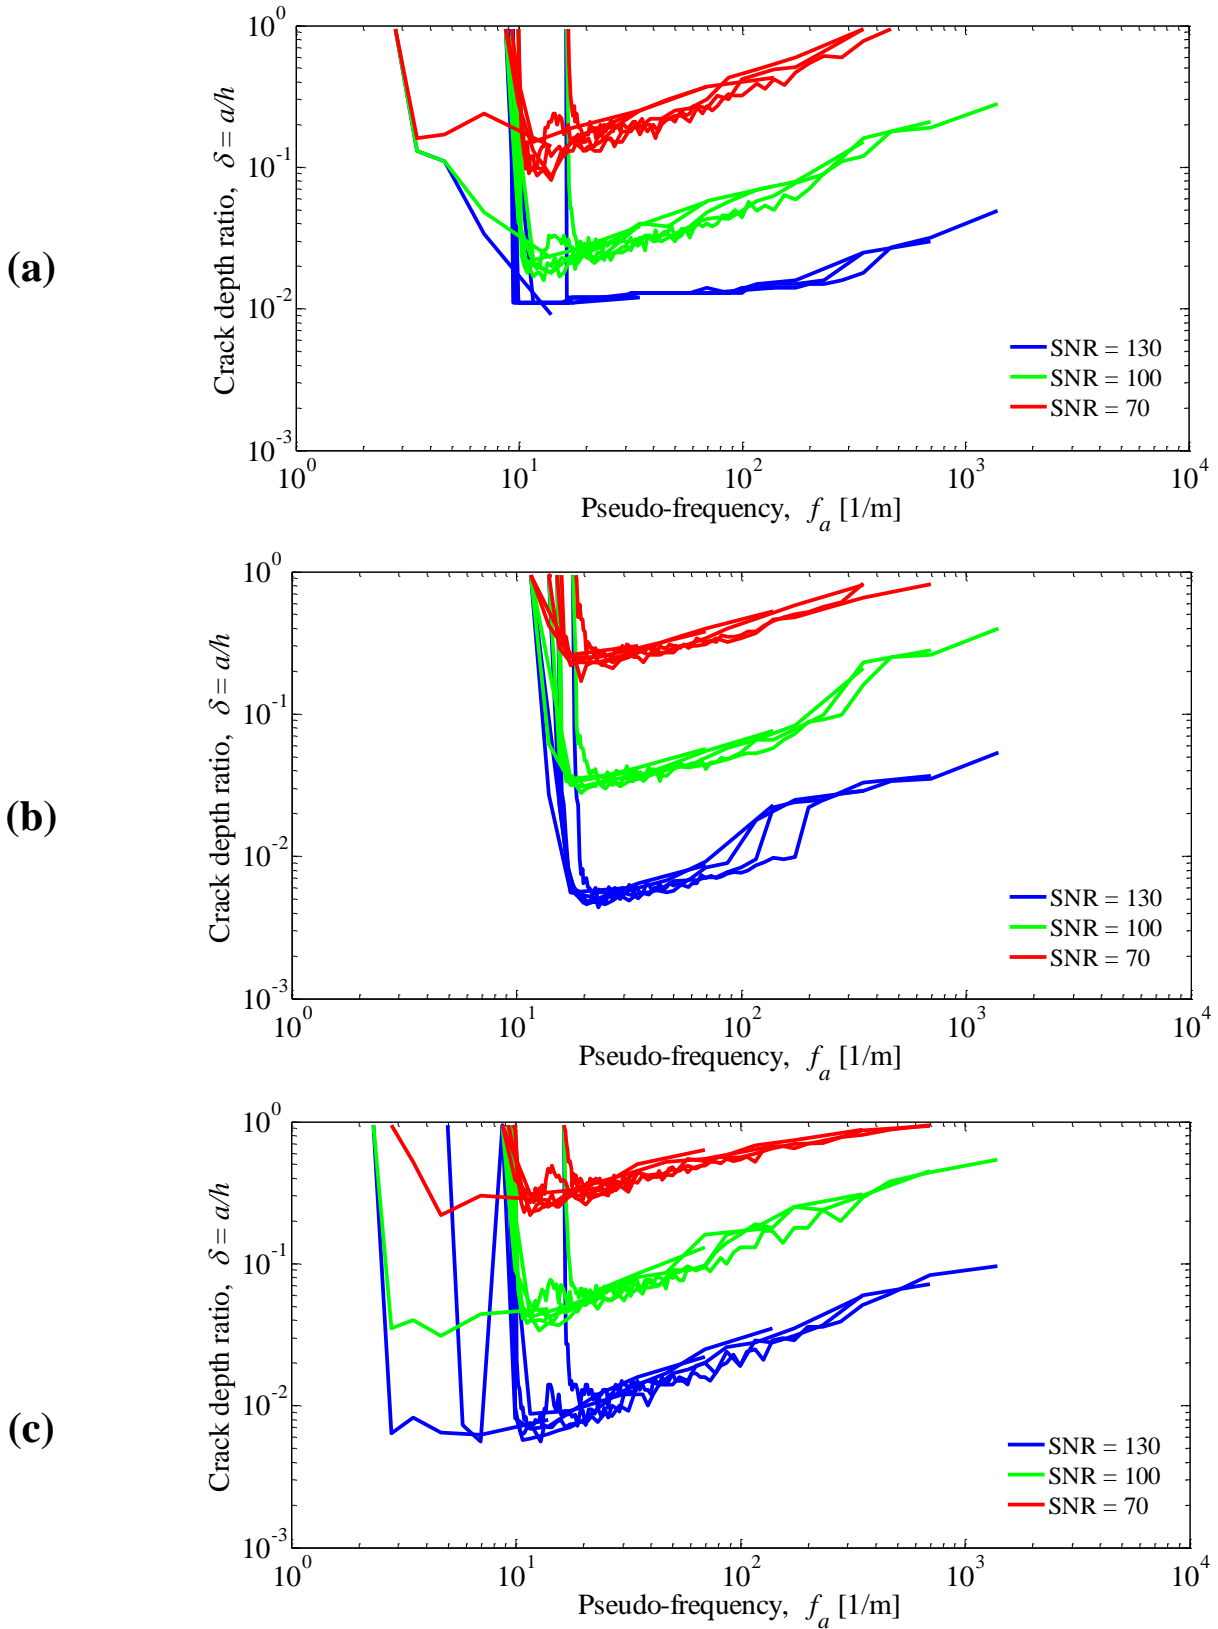 (a)
Crack depth ratio, δ = a/h
10^0
10^-1
10^-2
10^-3
10^0 10^1 10^2 10^3 10^4
Pseudo-frequency, f_a [1/m]
SNR = 130
SNR = 100
SNR = 70
(b)
Crack depth ratio, δ = a/h
10^0
10^-1
10^-2
10^-3
10^0 10^1 10^2 10^3 10^4
Pseudo-frequency, f_a [1/m]
SNR = 130
SNR = 100
SNR = 70
(c)
Crack depth ratio, δ = a/h
10^0
10^-1
10^-2
10^-3
10^0 10^1 10^2 10^3 10^4
Pseudo-frequency, f_a [1/m]
SNR = 130
SNR = 100
SNR = 70